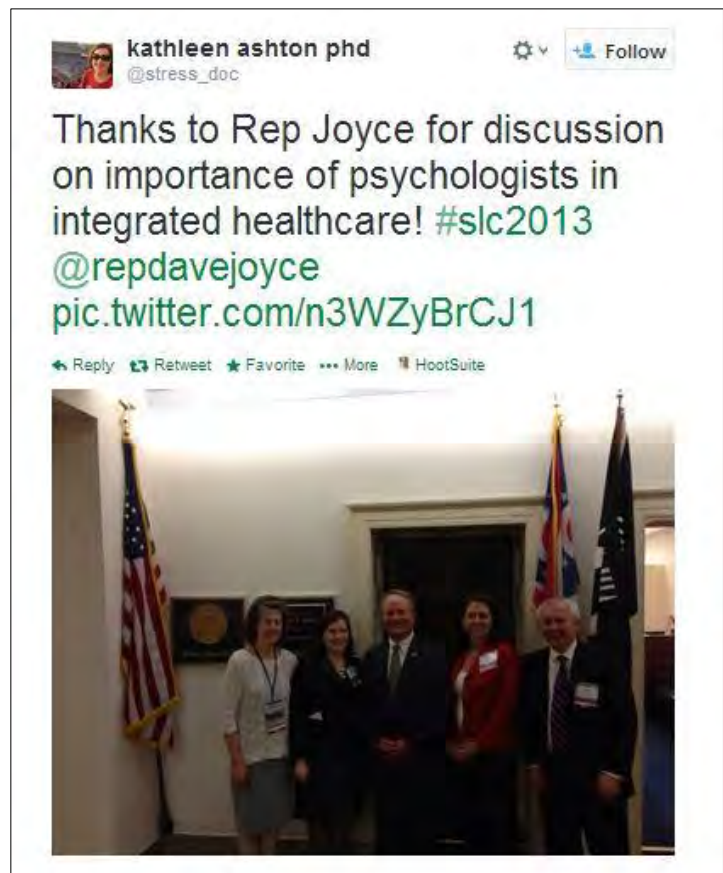 kathleen ashton phd
@stress_doc
Follow
Thanks to Rep Joyce for discussion
on importance of psychologists in
integrated healthcare! #slc2013
@repdavejoyce
pic.twitter.com/n3WZyBrCJ1
Reply Retweet Favorite More HootSuite